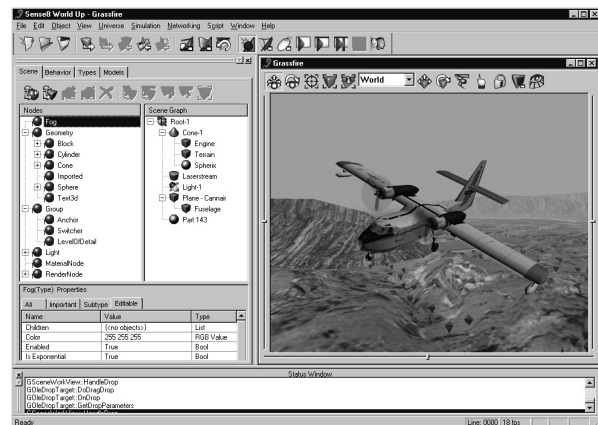 Sense8 World Up - Grassfire
File Edit Object View Universe Simulation Networking Script Window Help
Scene Behavior Types Models
Nodes
Fog
Geometry
Block
Cylinder
Cone
Imported
Sphere
Text3d
Group
Anchor
Switcher
LevelOfDetail
Light
MaterialNode
RenderNode
Scene Graph
Root-1
Cone-1
Engine
Terrain
Spherix
Laserstream
Light-1
Plane - Cannair
Fuselage
Part 143
Fog(Type) Properties
All Important Subtype Editable
Name Value Type
Children {<no objects>} List
Color 255 255 255 RGB Value
Enabled True Bool
Is Exponential True Bool
Grassfire
World
Status Window
GSceneWorkView::HandleDrop
GOleDropTarget::DoDragDrop
GOleDropTarget::OnDrop
GOleDropTarget::GetDropParameters
Ready
Line: 0000 18 fps